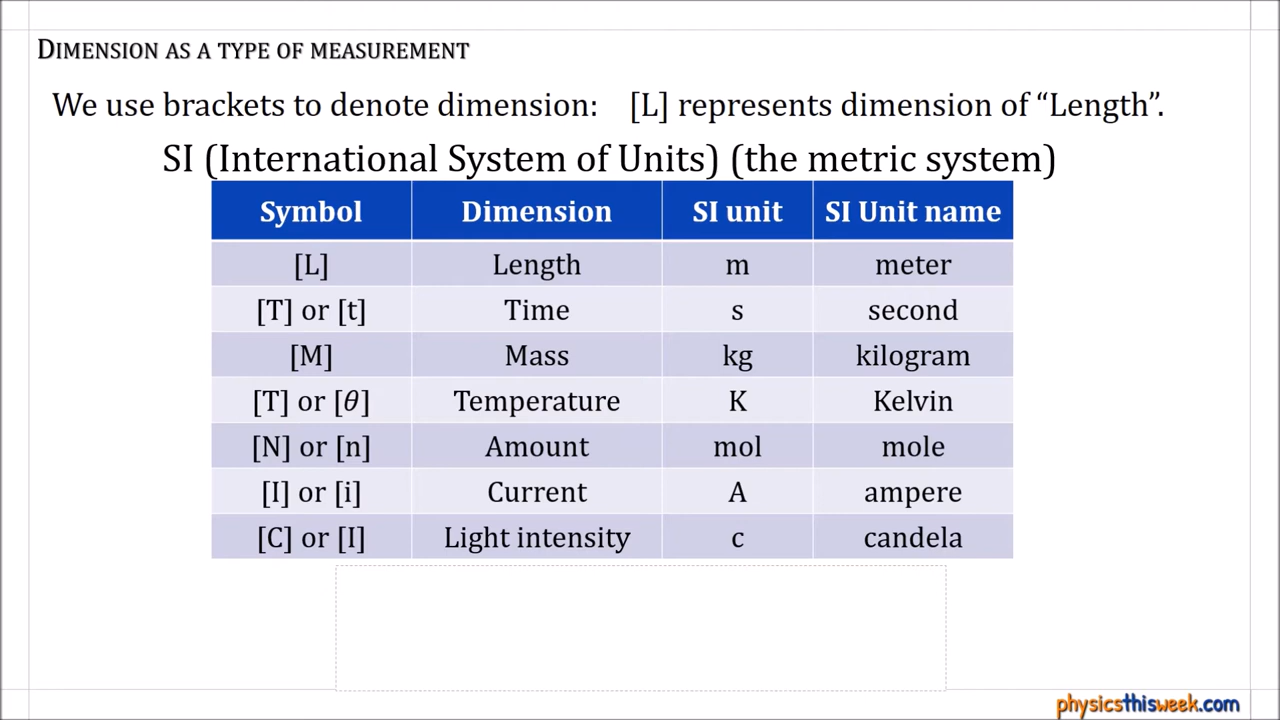 DIMENSION AS A TYPE OF MEASUREMENT
We use brackets to denote dimension: [L] represents dimension of “Length”.
SI (International System of Units) (the metric system)
Symbol Dimension SI unit SI Unit name
[L] Length m meter
[T] or [t] Time s second
[M] Mass kg kilogram
[T] or [θ] Temperature K Kelvin
[N] or [n] Amount mol mole
[I] or [i] Current A ampere
[C] or [I] Light intensity c candela
physicsthisweek.com